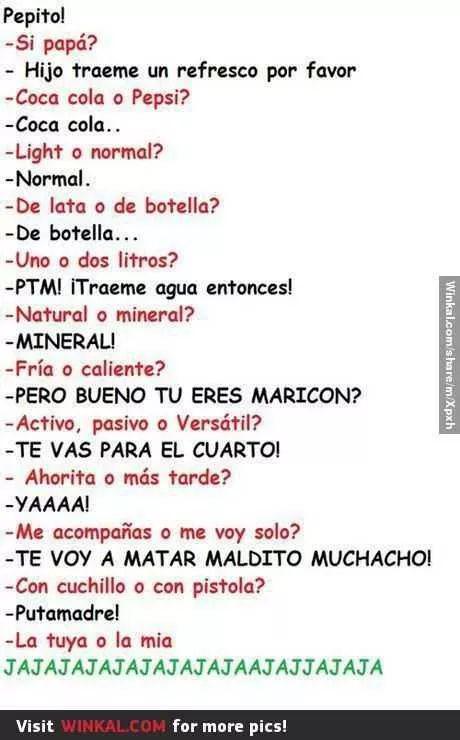 Pepito!
-Si papá?
- Hijo traeme un refresco por favor
-Coca cola o Pepsi?
-Coca cola..
-Light o normal?
-Normal.
-De lata o de botella?
-De botella...
-Uno o dos litros?
-PTM! ¡Traeme agua entonces!
-Natural o mineral?
-MINERAL!
-Fría o caliente?
-PERO BUENO TU ERES MARICON?
-Activo, pasivo o Versátil?
-TE VAS PARA EL CUARTO!
- Ahorita o más tarde?
-YAAAA!
-Me acompañas o me voy solo?
-TE VOY A MATAR MALDITO MUCHACHO!
-Con cuchillo o con pistola?
-Putamadre!
-La tuya o la mia
JAJAJAJAJAJAJAJAJAAJAJJAJAJA
Winkal.com/share/m/Xpxh
Visit WINKAL.COM for more pics!